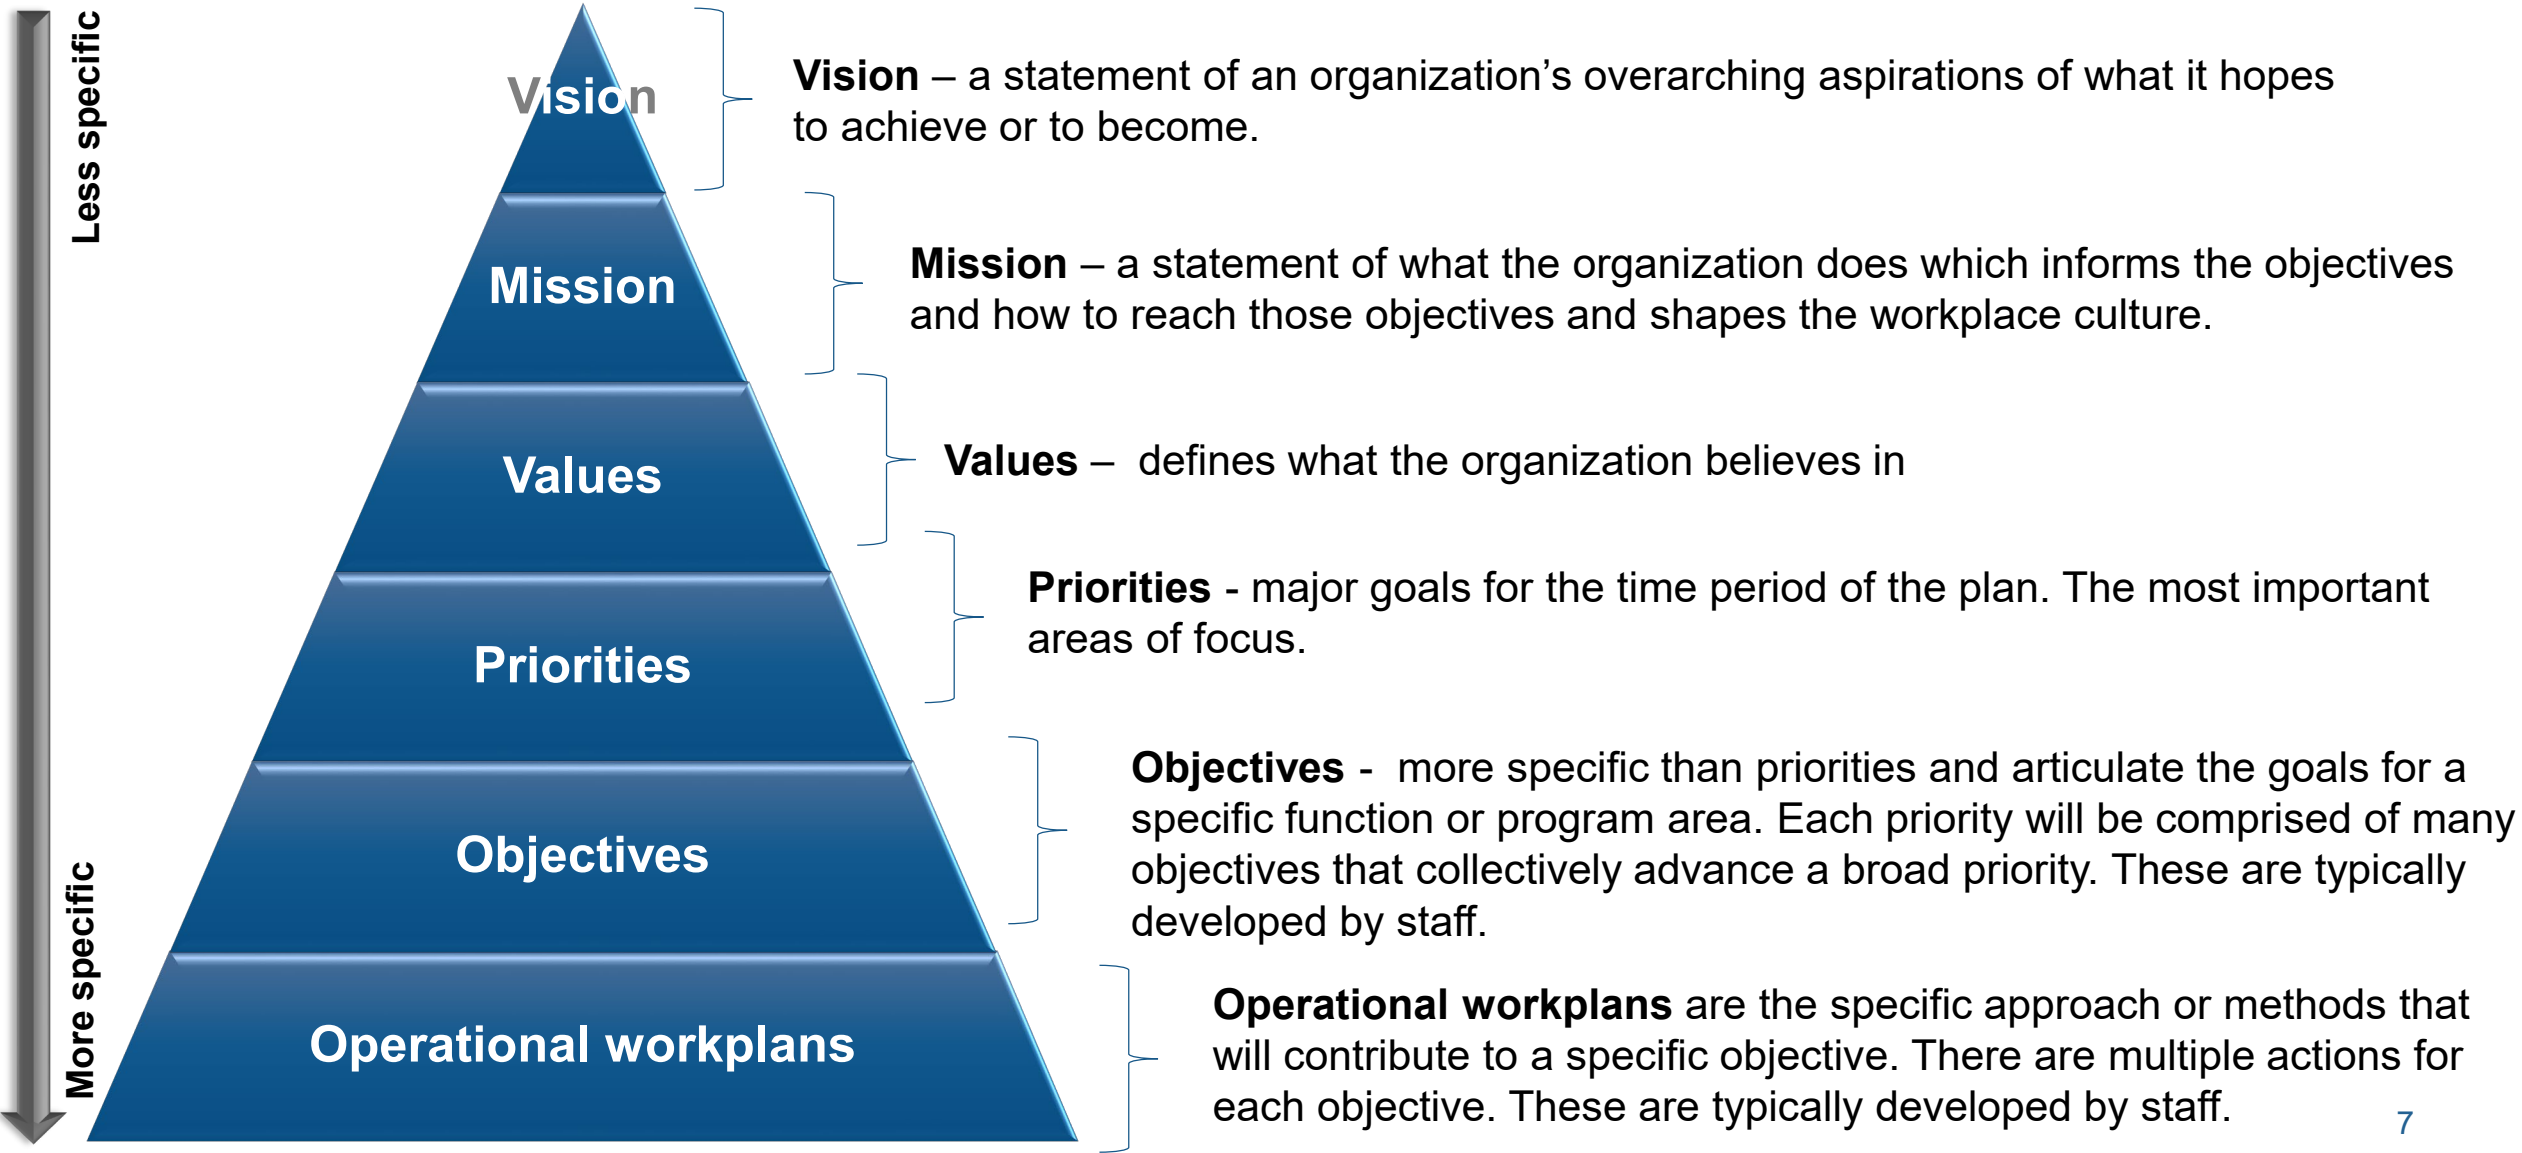 Less specific
Vision
Vision – a statement of an organization’s overarching aspirations of what it hopes
to achieve or to become.
Mission
Mission – a statement of what the organization does which informs the objectives
and how to reach those objectives and shapes the workplace culture.
Values
Values –  defines what the organization believes in
Priorities
Priorities - major goals for the time period of the plan. The most important
areas of focus.
Objectives
Objectives -  more specific than priorities and articulate the goals for a
specific function or program area. Each priority will be comprised of many
objectives that collectively advance a broad priority. These are typically
developed by staff.
More specific
Operational workplans
Operational workplans are the specific approach or methods that
will contribute to a specific objective. There are multiple actions for
each objective. These are typically developed by staff.
7